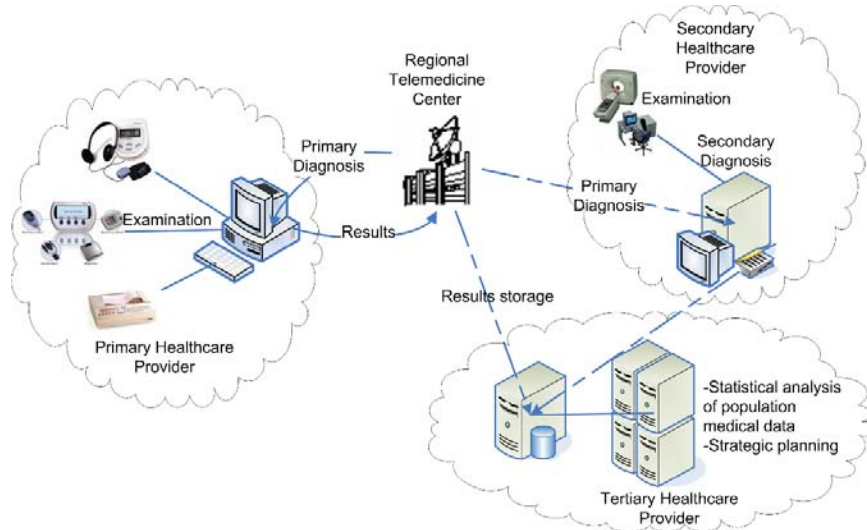 Secondary
Healthcare
Provider
Regional
Telemedicine
Center
Examination
Primary
Diagnosis
Secondary
Diagnosis
Primary
Diagnosis
Examination
Results
Results storage
Primary Healthcare
Provider
-Statistical analysis
of population
medical data
-Strategic planning
Tertiary Healthcare
Provider